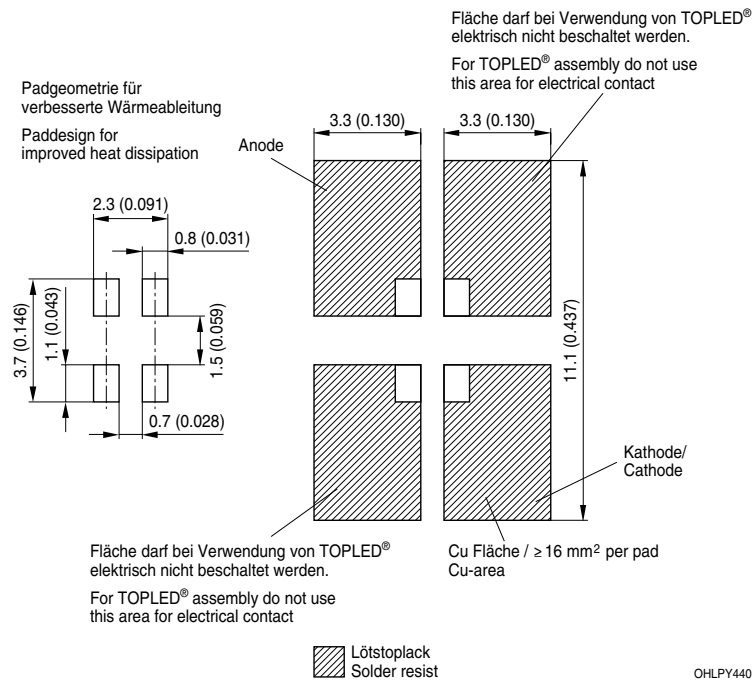 Fläche darf bei Verwendung von TOPLED®
elektrisch nicht beschaltet werden.
For TOPLED® assembly do not use
this area for electrical contact
Padgeometrie für
verbesserte Wärmeableitung
Paddesign for
improved heat dissipation
Anode
3.3 (0.130)
3.3 (0.130)
2.3 (0.091)
0.8 (0.031)
3.7 (0.146)
1.1 (0.043)
1.5 (0.059)
11.1 (0.437)
0.7 (0.028)
Kathode/
Cathode
Fläche darf bei Verwendung von TOPLED®
elektrisch nicht beschaltet werden.
For TOPLED® assembly do not use
this area for electrical contact
Cu Fläche / ≥ 16 mm² per pad
Cu-area
Lötstoplack
Solder resist
OHLPY440